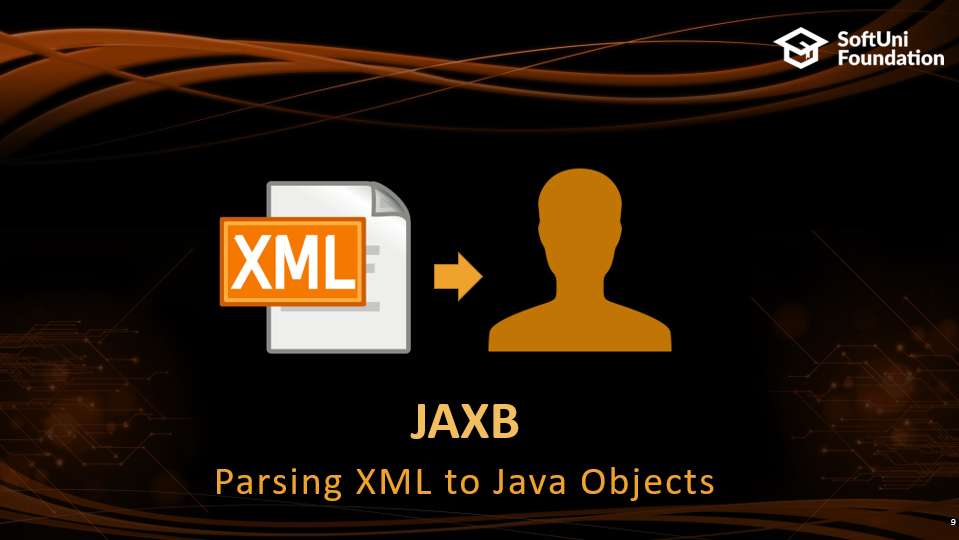 SoftUni
Foundation
XML
JAXB
Parsing XML to Java Objects
9